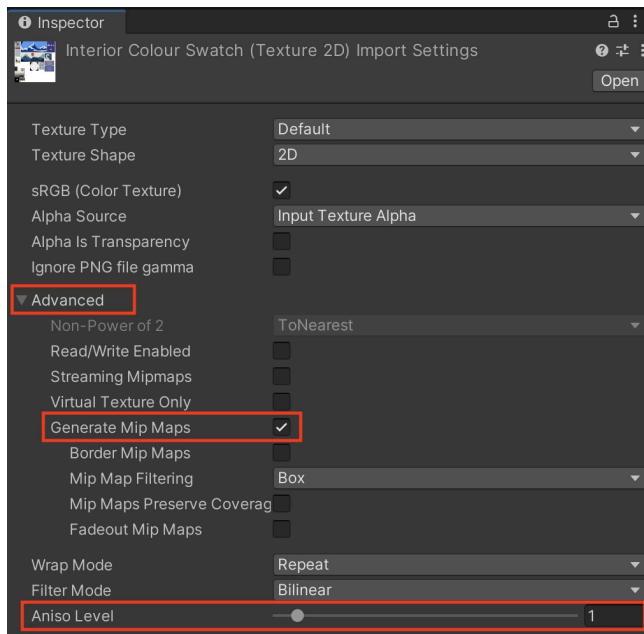 Inspector
Interior Colour Swatch (Texture 2D) Import Settings
Open
Texture Type Default
Texture Shape 2D
sRGB (Color Texture)
Alpha Source Input Texture Alpha
Alpha Is Transparency
Ignore PNG file gamma
Advanced
Non-Power of 2 ToNearest
Read/Write Enabled
Streaming Mipmaps
Virtual Texture Only
Generate Mip Maps
Border Mip Maps
Mip Map Filtering Box
Mip Maps Preserve Coverag
Fadeout Mip Maps
Wrap Mode Repeat
Filter Mode Bilinear
Aniso Level 1